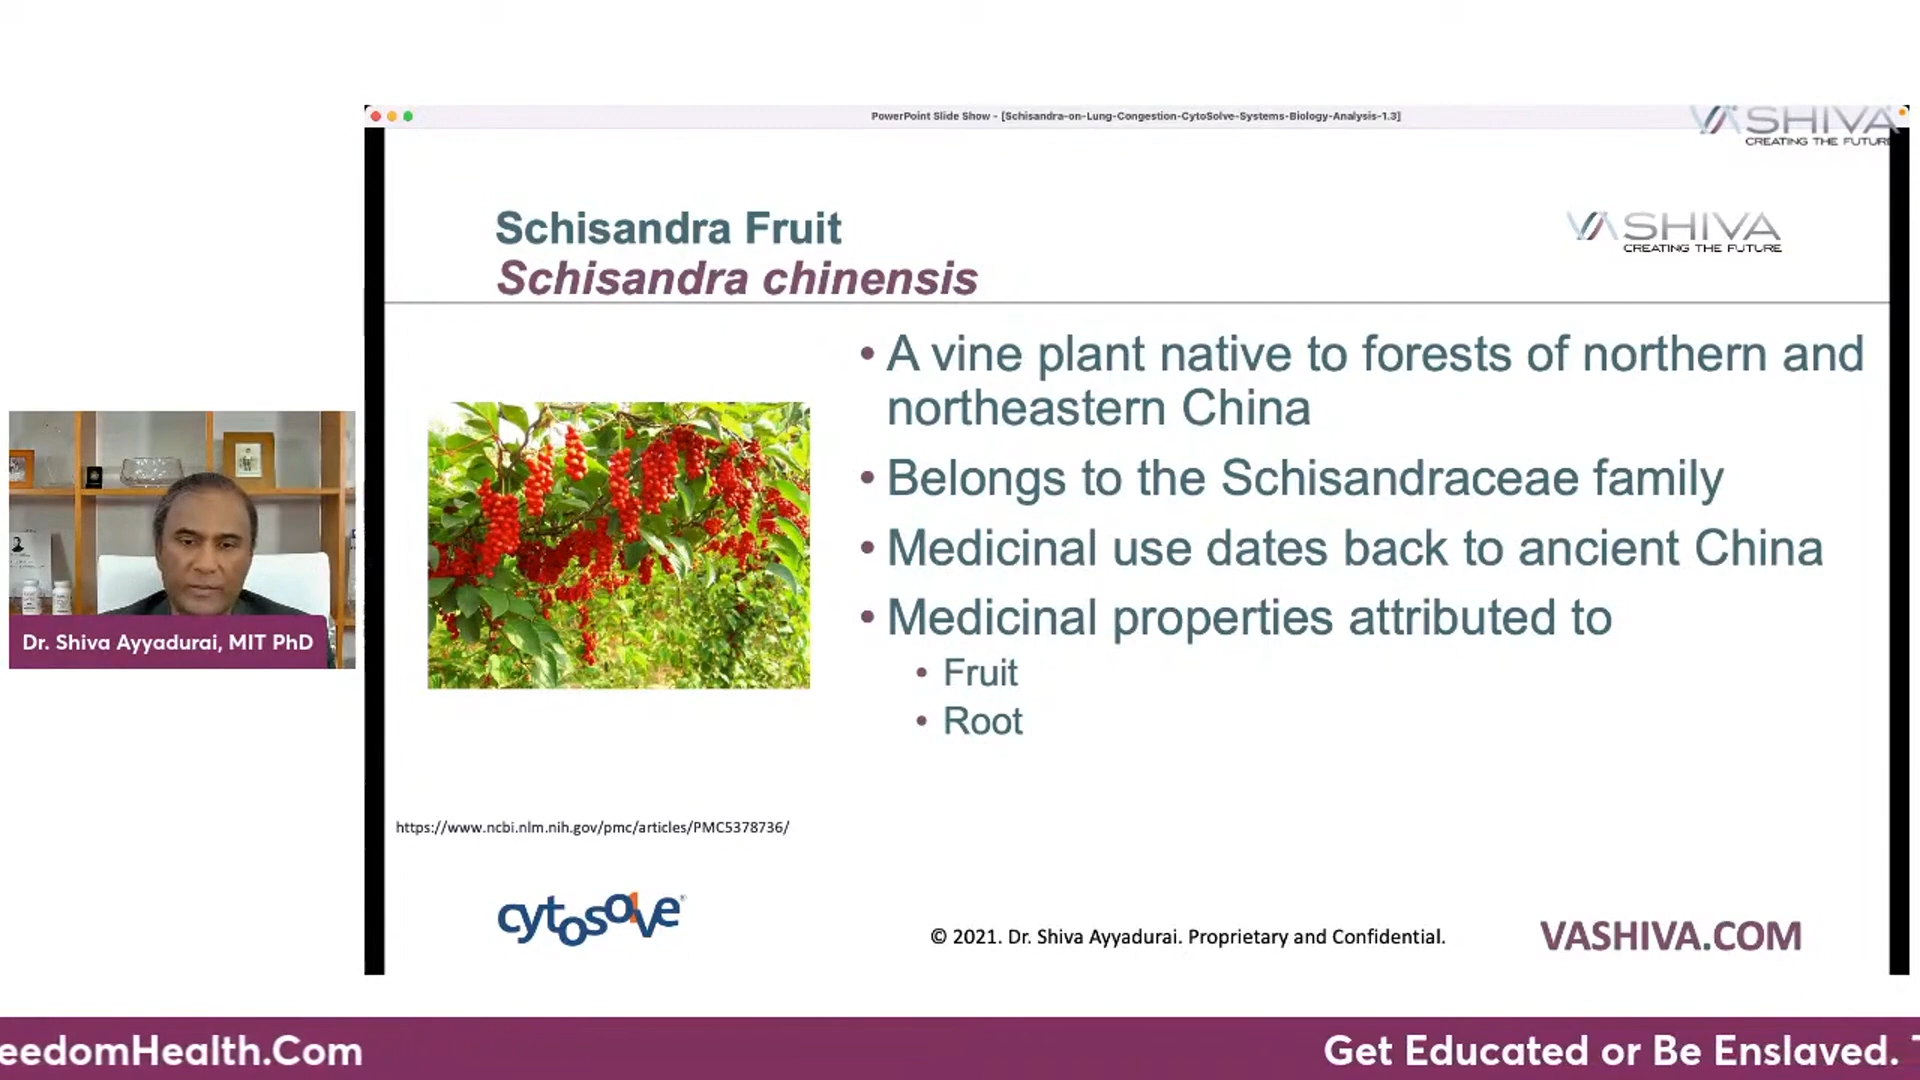 PowerPoint Slide Show - [Schisandra-on-Lung-Congestion-CytoSolve-Systems-Biology-Analysis-1.3]
VA SHIVA
CREATING THE FUTURE
Schisandra Fruit
Schisandra chinensis
VA SHIVA
CREATING THE FUTURE
• A vine plant native to forests of northern and
northeastern China
• Belongs to the Schisandraceae family
• Medicinal use dates back to ancient China
• Medicinal properties attributed to
• Fruit
• Root
Dr. Shiva Ayyadurai, MIT PhD
https://www.ncbi.nlm.nih.gov/pmc/articles/PMC5378736/
cytosolve®
© 2021. Dr. Shiva Ayyadurai. Proprietary and Confidential.
VASHIVA.COM
eedomHealth.Com
Get Educated or Be Enslaved. T